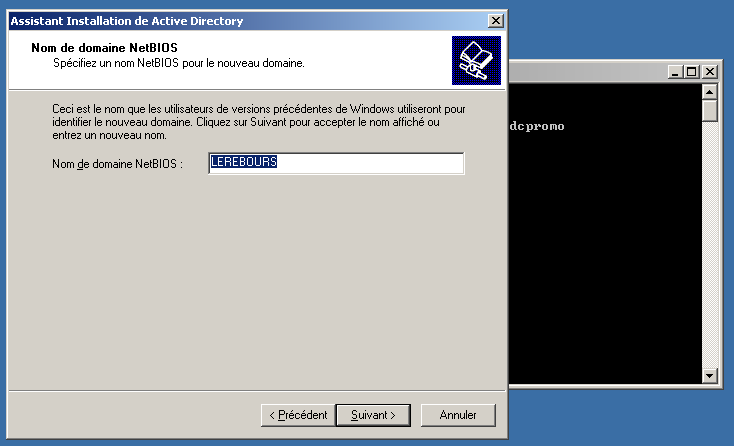 Assistant Installation de Active Directory
Nom de domaine NetBIOS
Spécifiez un nom NetBIOS pour le nouveau domaine.
Ceci est le nom que les utilisateurs de versions précédentes de Windows utiliseront pour
identifier le nouveau domaine. Cliquez sur Suivant pour accepter le nom affiché ou
entrez un nouveau nom.
Nom de domaine NetBIOS :
LEREBOURS
< Précédent
Suivant >
Annuler
dcpromo